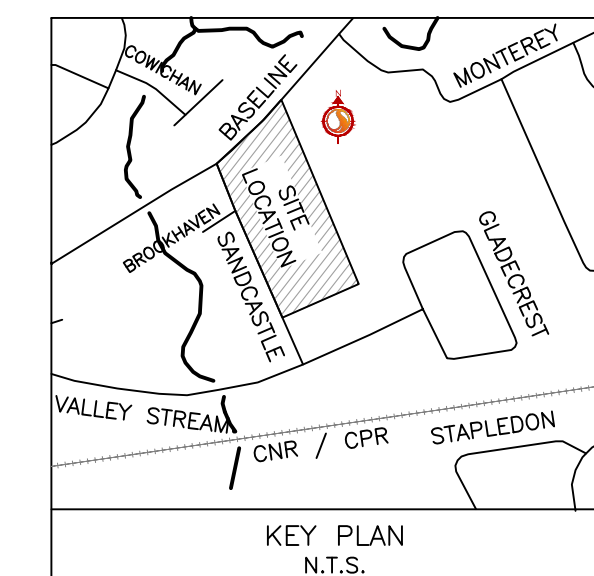 COWICHAN
BASELINE
MONTEREY
N
SITE
LOCATION
BROOKHAVEN
SANDCASTLE
GLADECREST
VALLEY STREAM
CNR / CPR
STAPLEDON
KEY PLAN
N.T.S.